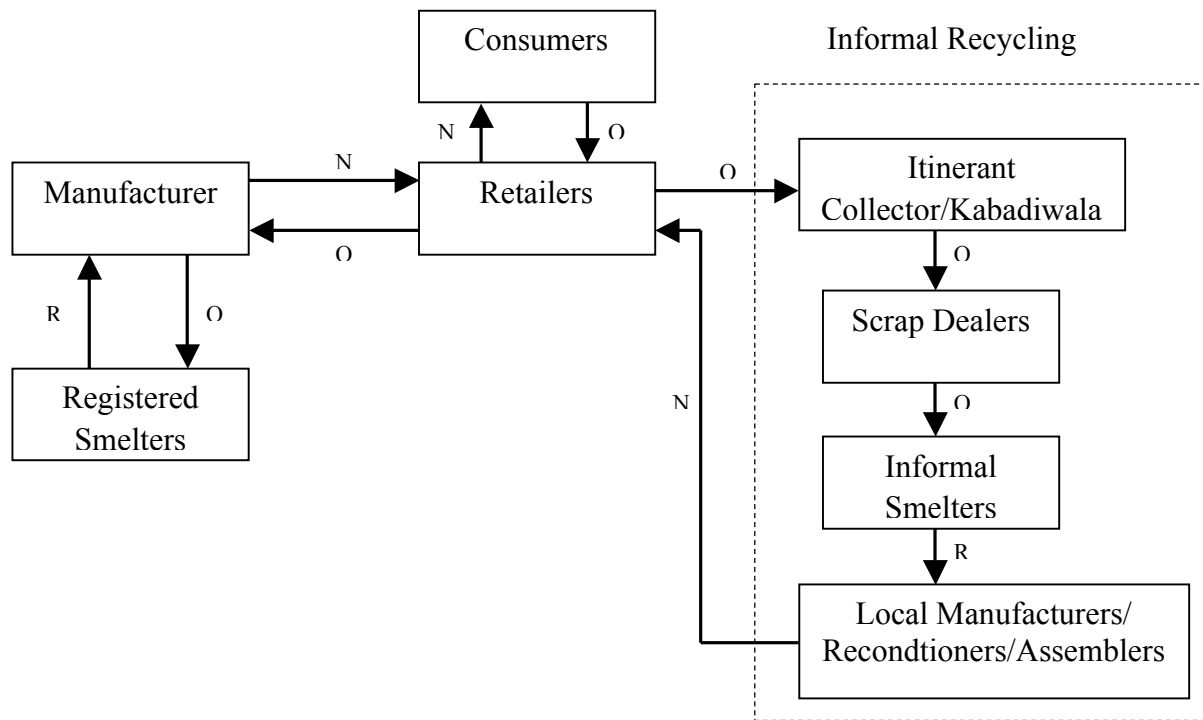 Consumers
Informal Recycling
N
O
N
Manufacturer
Retailers
O
Itinerant
Collector/Kabadiwala
O
O
R
O
Scrap Dealers
Registered
Smelters
N
O
Informal
Smelters
R
Local Manufacturers/
Recondtioners/Assemblers